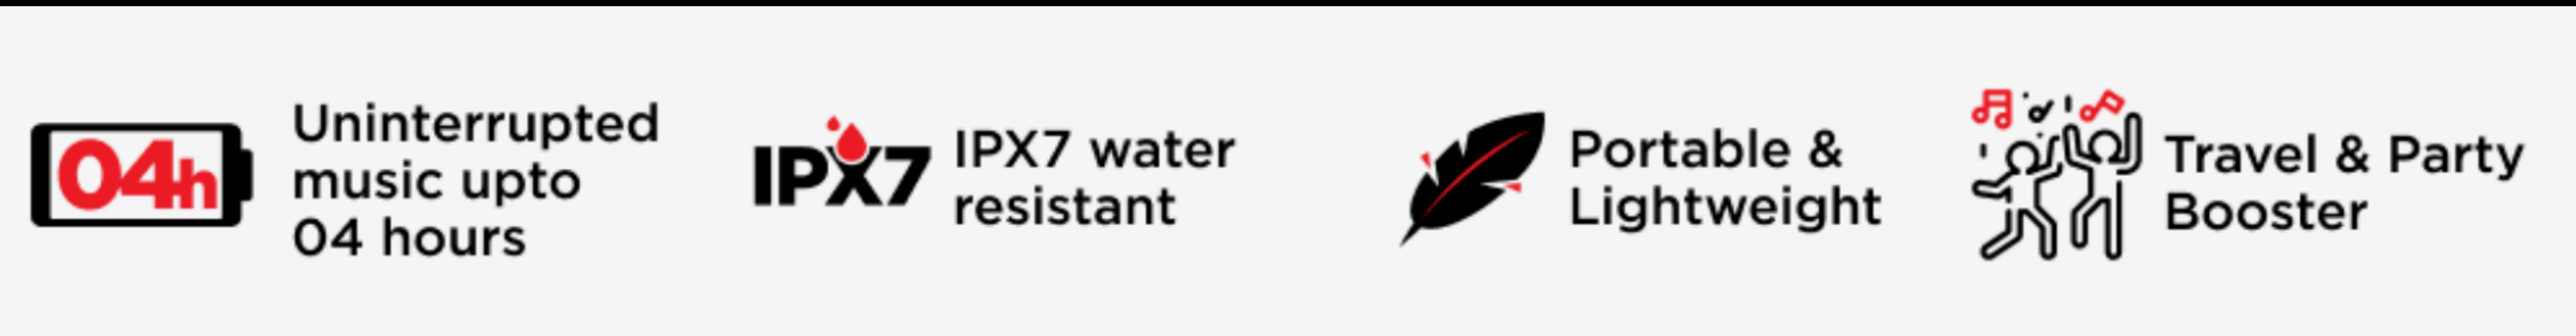 04h
Uninterrupted
music upto
04 hours
IPX7
IPX7 water
resistant
Portable &
Lightweight
Travel & Party
Booster